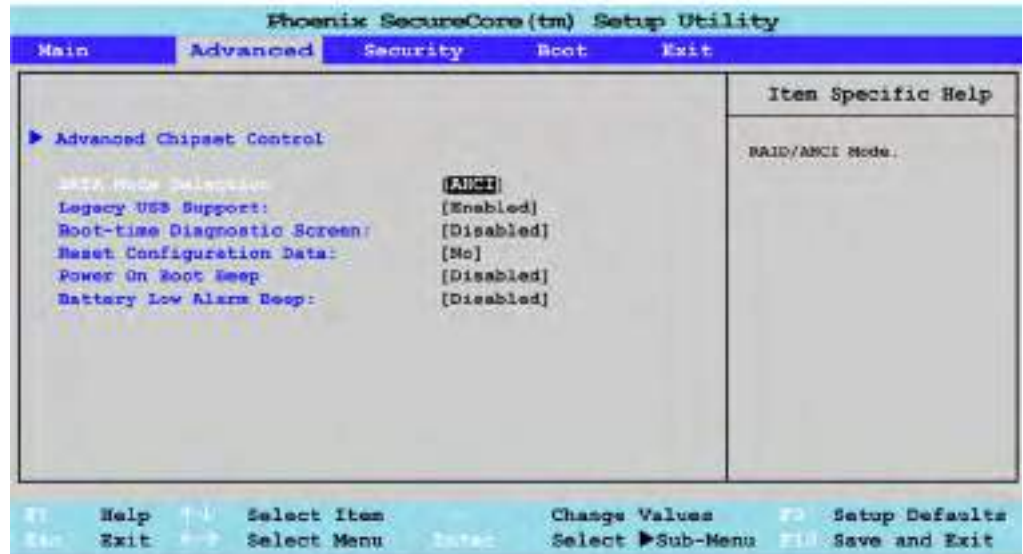 Phoenix SecureCore(tm) Setup Utility
Main Advanced Security Boot Exit
Item Specific Help
▶ Advanced Chipset Control
RAID/AHCI Mode.
SATA Mode Selection [AHCI]
Legacy USB Support: [Enabled]
Boot-time Diagnostic Screen: [Disabled]
Reset Configuration Data: [No]
Power On Boot Beep [Disabled]
Battery Low Alarm Beep: [Disabled]
F1 Help ↑↓ Select Item Change Values Setup Defaults
Esc Exit Select Menu Enter Select ▶Sub-Menu F10 Save and Exit